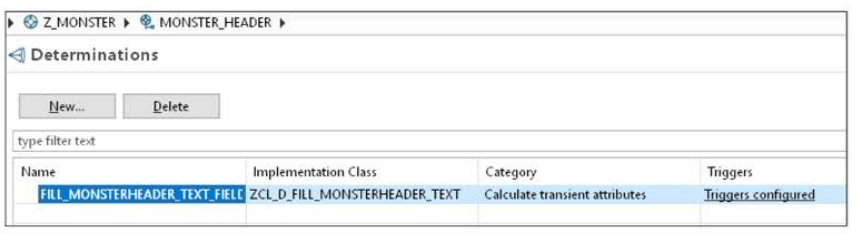 Z_MONSTER MONSTER_HEADER
Determinations
New... Delete
type filter text
Name Implementation Class Category Triggers
FILL_MONSTERHEADER_TEXT_FIELD ZCL_D_FILL_MONSTERHEADER_TEXT Calculate transient attributes Triggers configured